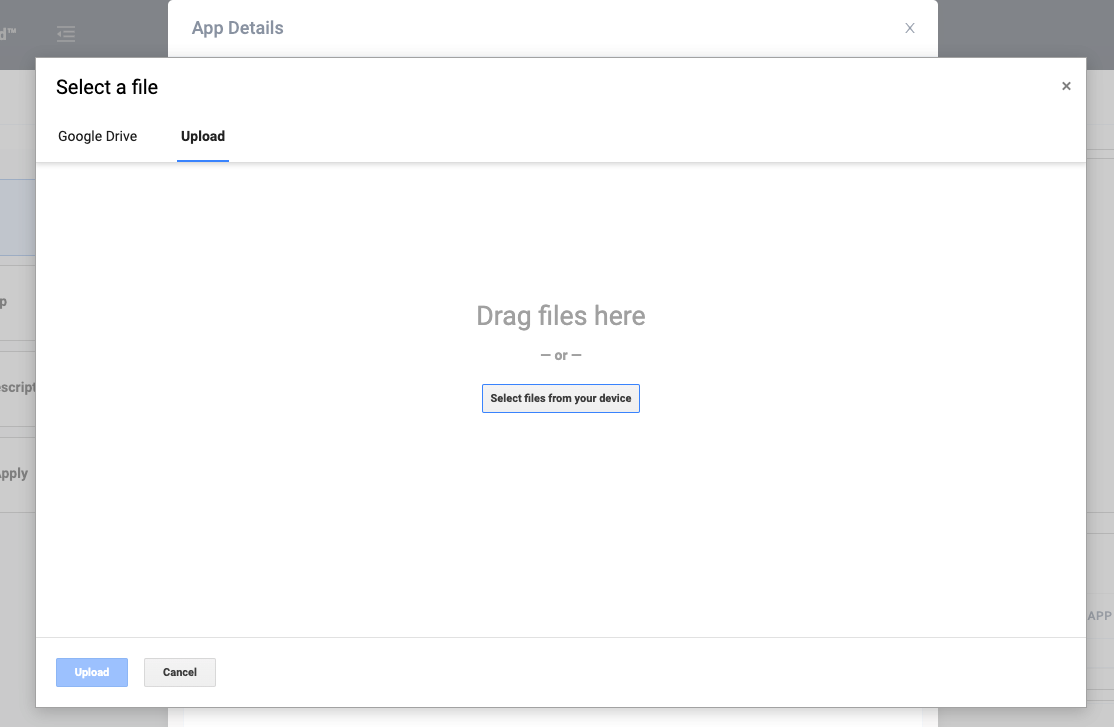 d™
App Details
X
Select a file
×
Google Drive
Upload
Drag files here
— or —
Select files from your device
p
escript
Apply
APP
Upload
Cancel